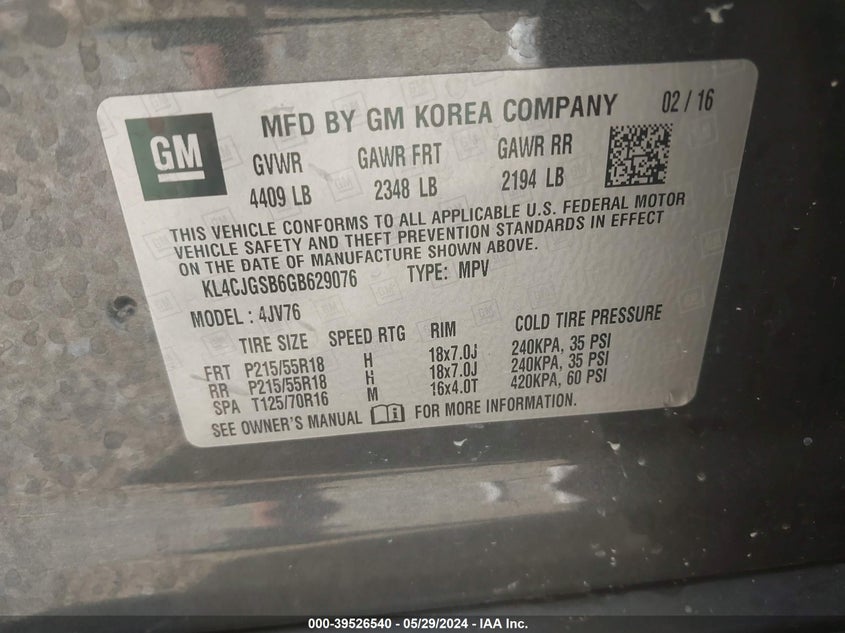 GM
MFD BY GM KOREA COMPANY 02 / 16
GVWR GAWR FRT GAWR RR
4409 LB 2348 LB 2194 LB
THIS VEHICLE CONFORMS TO ALL APPLICABLE U.S. FEDERAL MOTOR
VEHICLE SAFETY AND THEFT PREVENTION STANDARDS IN EFFECT
ON THE DATE OF MANUFACTURE SHOWN ABOVE.
KL4CJGSB6GB629076 TYPE: MPV
MODEL : 4JV76
TIRE SIZE SPEED RTG RIM COLD TIRE PRESSURE
FRT P215/55R18 H 18x7.0J 240KPA, 35 PSI
RR P215/55R18 H 18x7.0J 240KPA, 35 PSI
SPA T125/70R16 M 16x4.0T 420KPA, 60 PSI
SEE OWNER'S MANUAL FOR MORE INFORMATION.
000-39526540 - 05/29/2024 - IAA Inc.